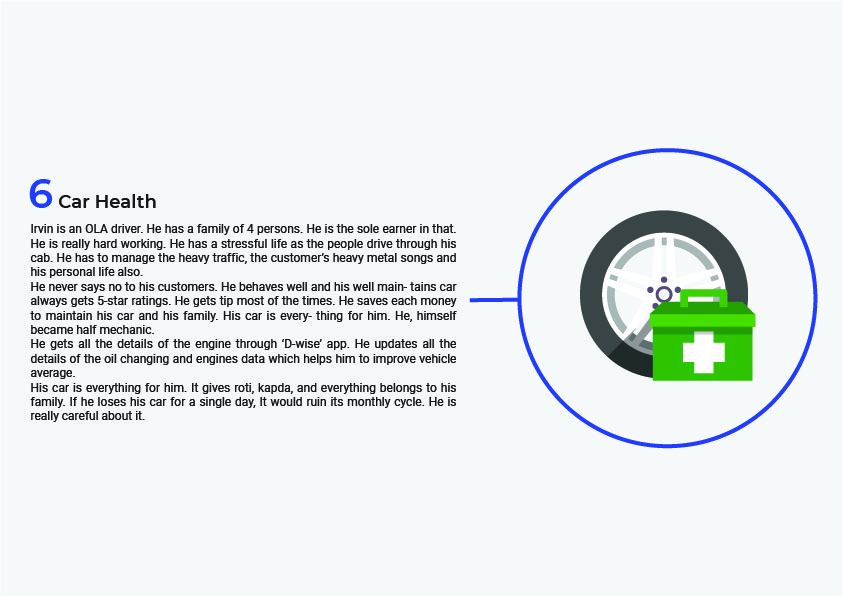 6 Car Health
Irvin is an OLA driver. He has a family of 4 persons. He is the sole earner in that.
He is really hard working. He has a stressful life as the people drive through his
cab. He has to manage the heavy traffic, the customer's heavy metal songs and
his personal life also.
He never says no to his customers. He behaves well and his well main- tains car
always gets 5-star ratings. He gets tip most of the times. He saves each money
to maintain his car and his family. His car is every- thing for him. He, himself
became half mechanic.
He gets all the details of the engine through ‘D-wise’ app. He updates all the
details of the oil changing and engines data which helps him to improve vehicle
average.
His car is everything for him. It gives roti, kapda, and everything belongs to his
family. If he loses his car for a single day, It would ruin its monthly cycle. He is
really careful about it.